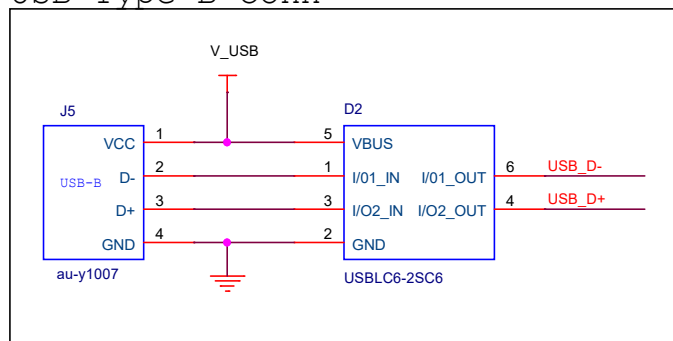 USB Type B Conn
V_USB
J5
D2
VCC 1
5 VBUS
USB-B
D- 2
1 I/01_IN I/01_OUT 6 USB_D-
D+ 3
3 I/O2_IN I/O2_OUT 4 USB_D+
GND 4
2 GND
au-y1007
USBLC6-2SC6